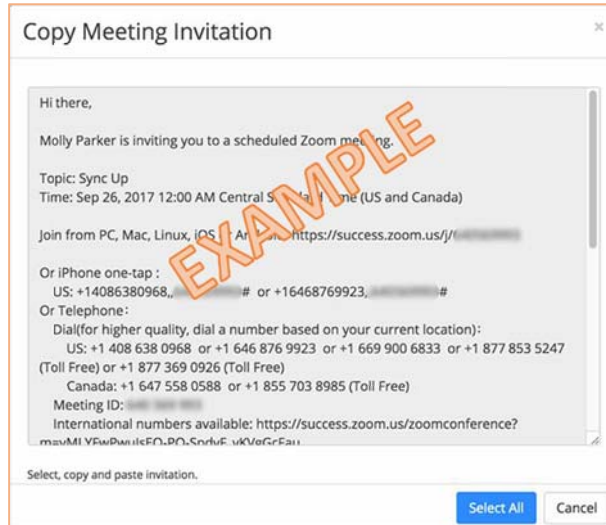 Copy Meeting Invitation
×
Hi there,
Molly Parker is inviting you to a scheduled Zoom meeting.
Topic: Sync Up
Time: Sep 26, 2017 12:00 AM Central Time (US and Canada)
Join from PC, Mac, Linux, iOS https://success.zoom.us/j/
EXAMPLE
Or iPhone one-tap :
US: +14086380968,, # or +16468769923, #
Or Telephone:
Dial(for higher quality, dial a number based on your current location):
US: +1 408 638 0968 or +1 646 876 9923 or +1 669 900 6833 or +1 877 853 5247
(Toll Free) or +1 877 369 0926 (Toll Free)
Canada: +1 647 558 0588 or +1 855 703 8985 (Toll Free)
Meeting ID:
International numbers available: https://success.zoom.us/zoomconference?
Select, copy and paste invitation.
Select All
Cancel